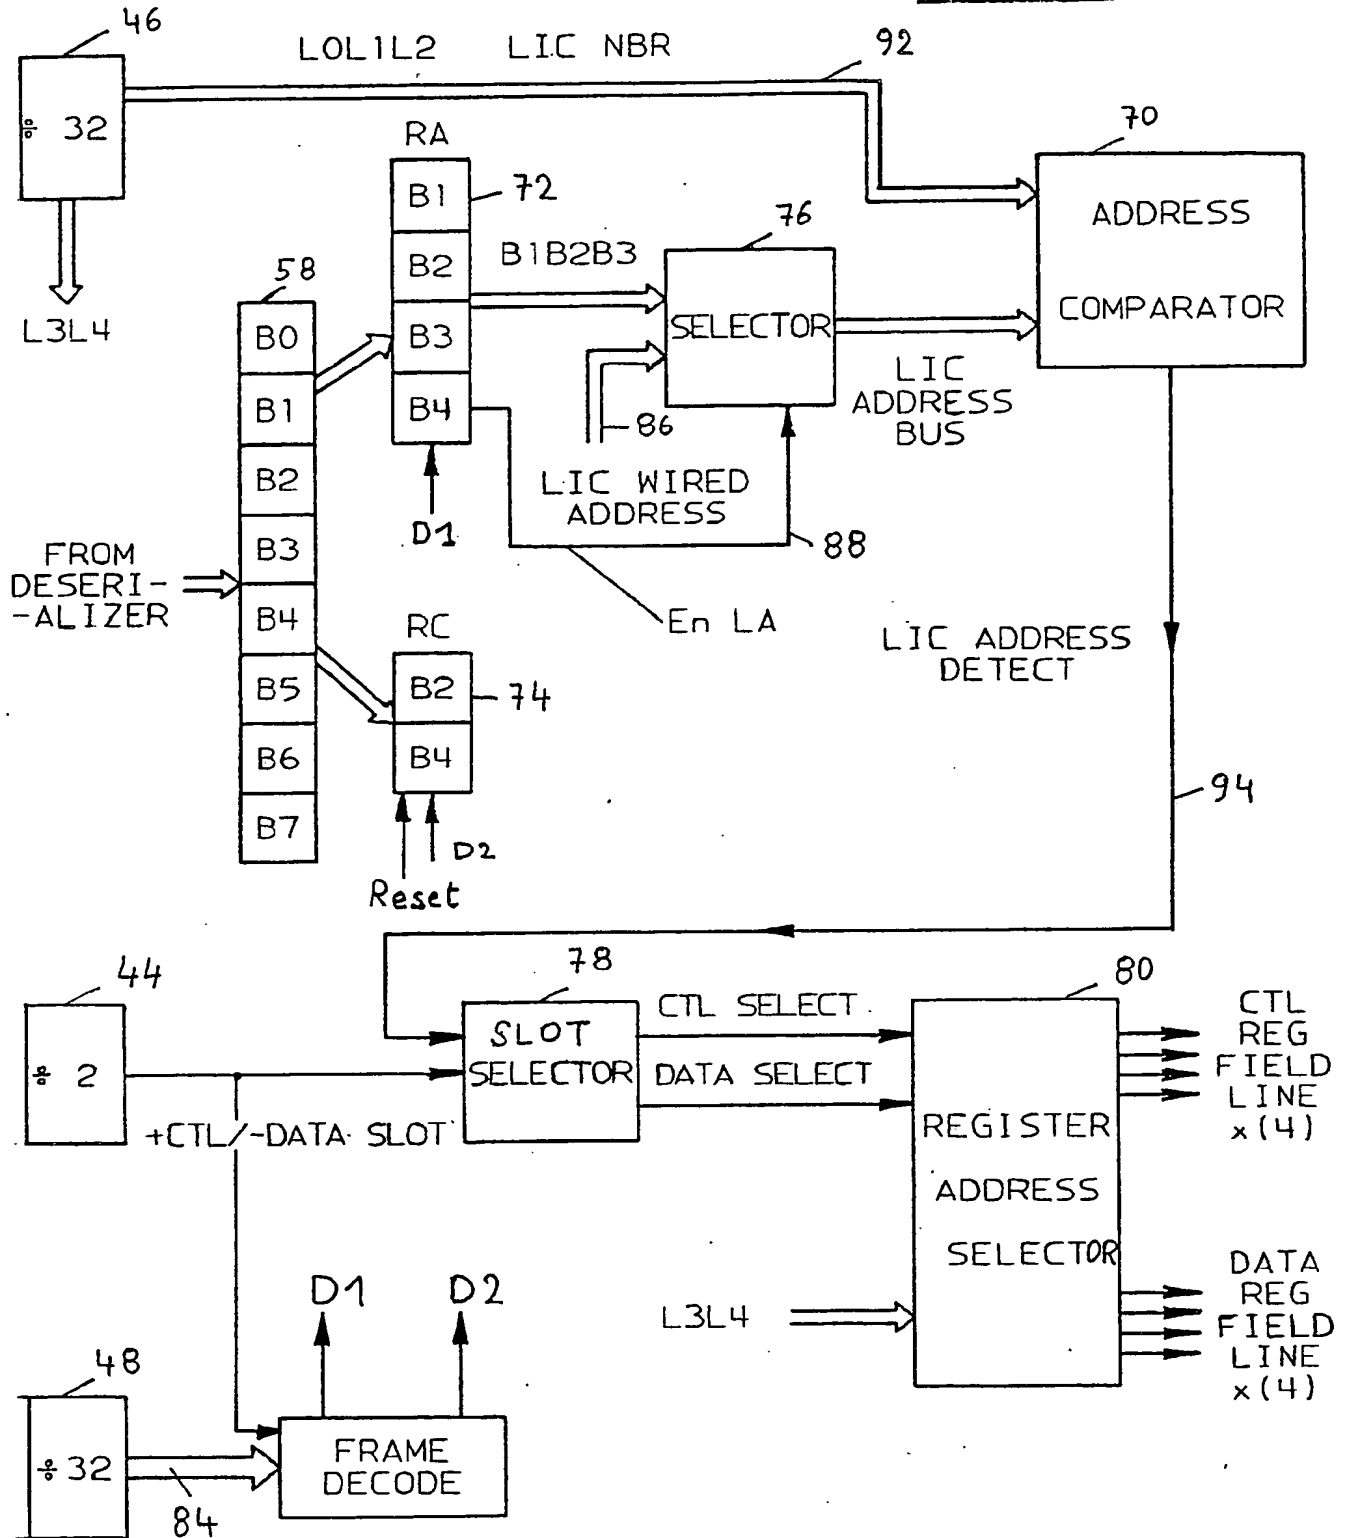 46
LOL1L2 LIC NBR
92
÷ 32
L3L4
RA
B1
B2
B3
B4
72
D1
B1B2B3
76
SELECTOR
70
ADDRESS
COMPARATOR
58
B0
B1
B2
B3
B4
B5
B6
B7
86
LIC WIRED
ADDRESS
88
LIC
ADDRESS
BUS
FROM
DESERI-
-ALIZER
En LA
RC
B2
B4
74
Reset
D2
LIC ADDRESS
DETECT
94
44
÷ 2
+CTL/-DATA SLOT
78
SLOT
SELECTOR
CTL SELECT
DATA SELECT
80
REGISTER
ADDRESS
SELECTOR
L3L4
CTL
REG
FIELD
LINE
x(4)
DATA
REG
FIELD
LINE
x(4)
D1
D2
48
÷ 32
84
FRAME
DECODE